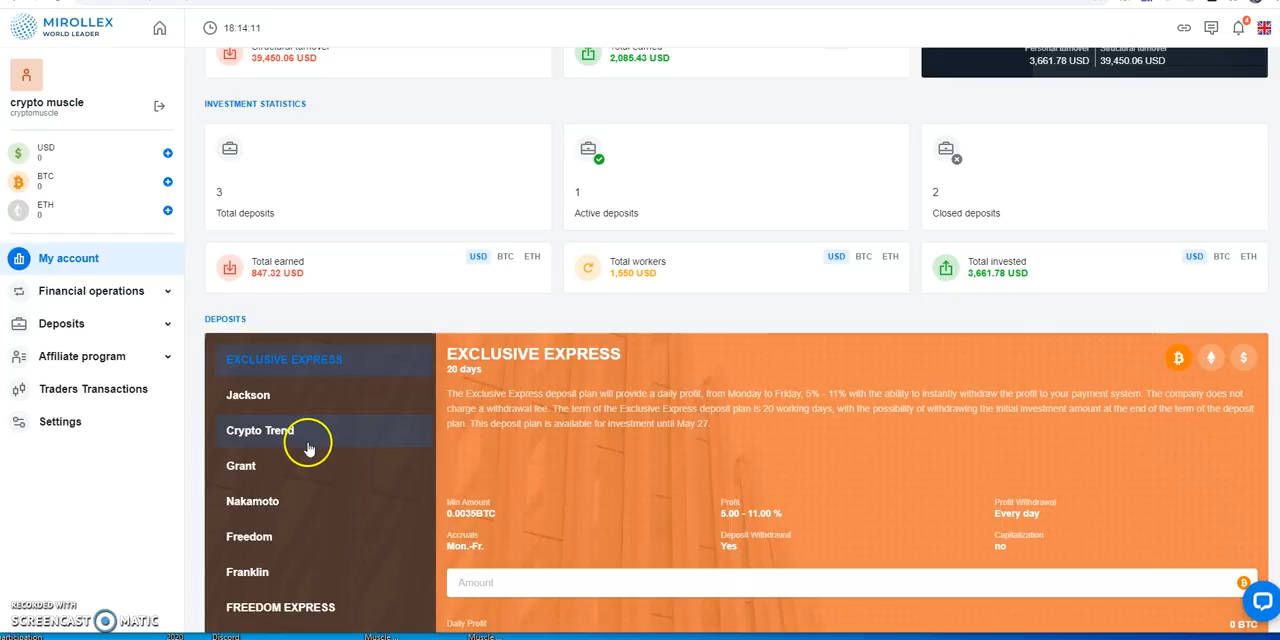 MIROLLEX
WORLD LEADER
18:14:11
4
crypto muscle
cryptomuscle
USD
0
BTC
0
ETH
0
My account
Financial operations
Deposits
Affiliate program
Traders Transactions
Settings
RECORDED WITH
SCREENCAST MATIC
Structural turnover
39,450.06 USD
Total earned
2,085.43 USD
Personal turnover Structural turnover
3,661.78 USD 39,450.06 USD
INVESTMENT STATISTICS
3
Total deposits
1
Active deposits
2
Closed deposits
Total earned USD BTC ETH
847.32 USD
Total workers USD BTC ETH
1,550 USD
Total invested USD BTC ETH
3,661.78 USD
DEPOSITS
EXCLUSIVE EXPRESS
Jackson
Crypto Trend
Grant
Nakamoto
Freedom
Franklin
FREEDOM EXPRESS
EXCLUSIVE EXPRESS
20 days
The Exclusive Express deposit plan will provide a daily profit, from Monday to Friday, 5% - 11% with the ability to instantly withdraw the profit to your payment system. The company does not
charge a withdrawal fee. The term of the Exclusive Express deposit plan is 20 working days, with the possibility of withdrawing the initial investment amount at the end of the term of the deposit
plan. This deposit plan is available for investment until May 27.
Min Amount
0.0035BTC
Profit
5.00 - 11.00 %
Profit Withdrawal
Every day
Accruals
Mon.-Fr.
Deposit Withdrawal
Yes
Capitalization
no
Amount
Daily Profit
0 BTC
2020 Discord Muscle... Muscle...